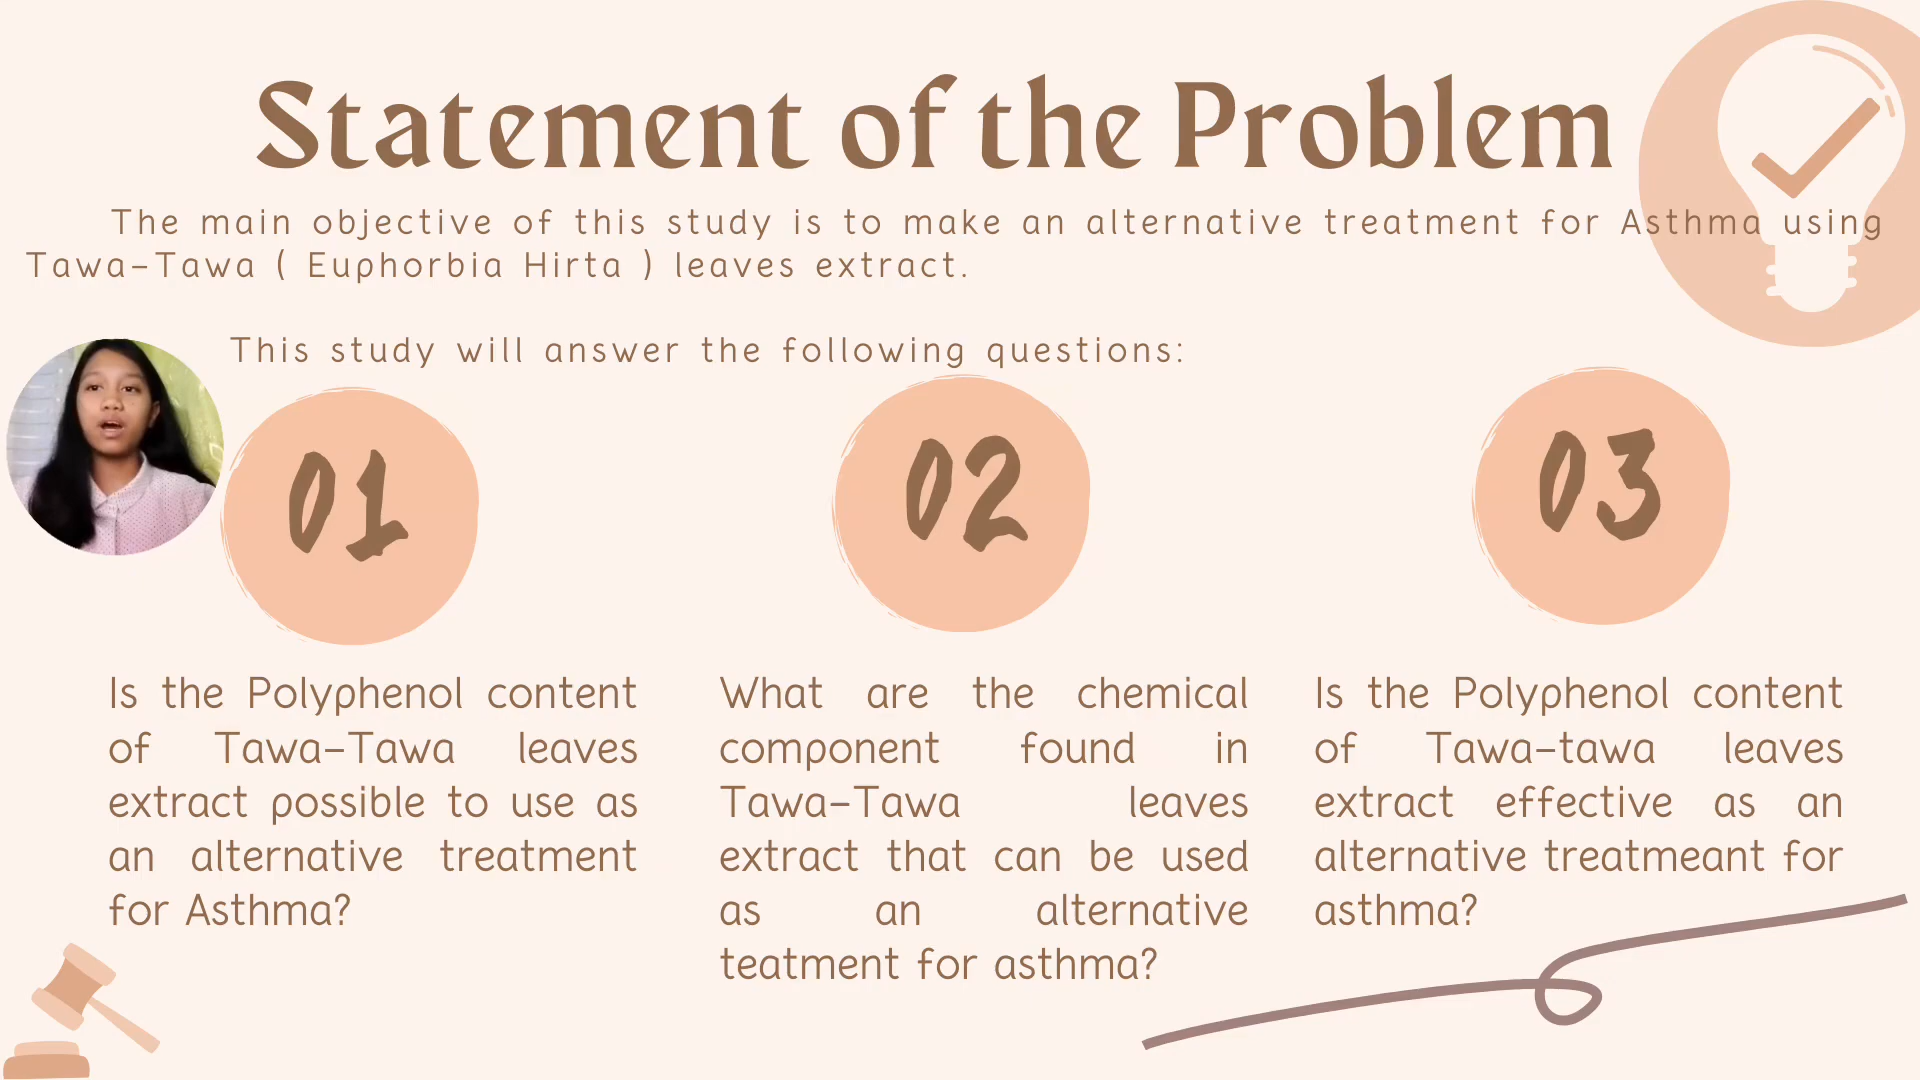 Statement of the Problem
The main objective of this study is to make an alternative treatment for Asthma using
Tawa-Tawa ( Euphorbia Hirta ) leaves extract.
This study will answer the following questions:
01
Is the Polyphenol content
of Tawa-Tawa leaves
extract possible to use as
an alternative treatment
for Asthma?
02
What are the chemical
component found in
Tawa-Tawa leaves
extract that can be used
as an alternative
teatment for asthma?
03
Is the Polyphenol content
of Tawa-tawa leaves
extract effective as an
alternative treatmeant for
asthma?